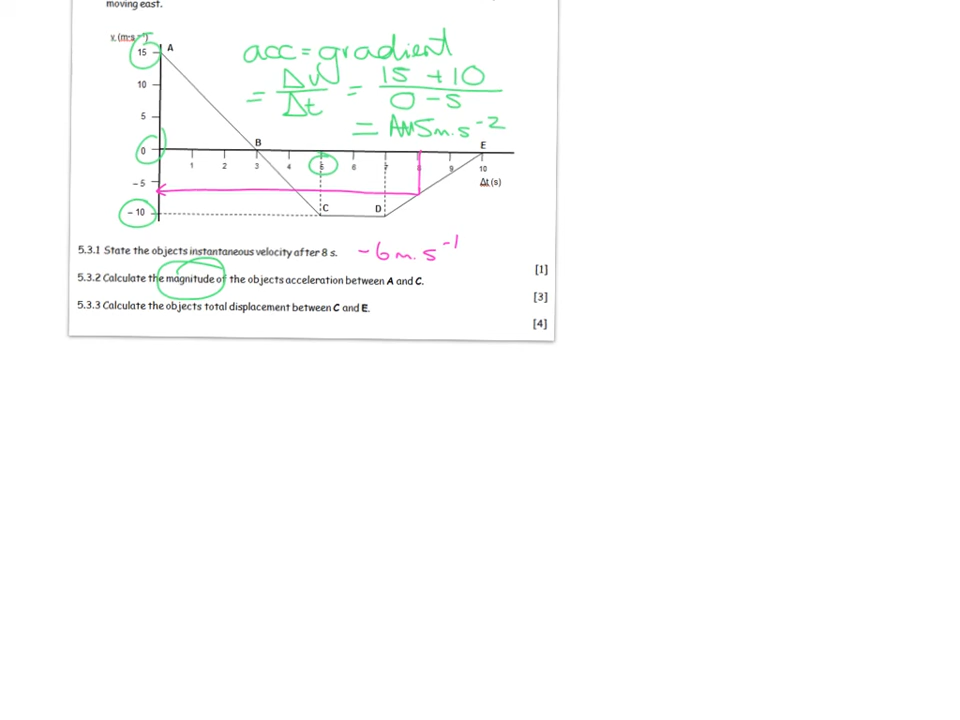 moving east.
v (m·s⁻¹)
15
A
acc = gradient
= Δv/Δt = 15 + 10 / 0 - 5
= ANS m.s⁻²
10
5
0
B
E
1 2 3 4 5 6 7 8 9 10
Δt (s)
- 5
- 10
C
D
5.3.1 State the objects instantaneous velocity after 8 s. - 6 m.s⁻¹
[1]
5.3.2 Calculate the magnitude of the objects acceleration between A and C.
[3]
5.3.3 Calculate the objects total displacement between C and E.
[4]